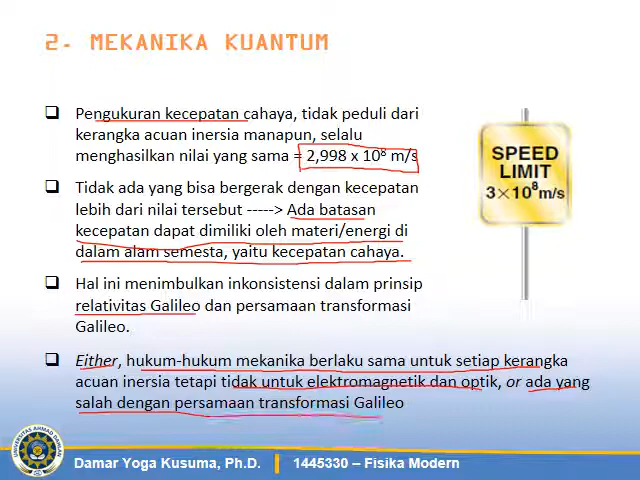 2. MEKANIKA KUANTUM
Pengukuran kecepatan cahaya, tidak peduli dari
kerangka acuan inersia manapun, selalu
menghasilkan nilai yang sama = 2,998 x 10⁸ m/s
Tidak ada yang bisa bergerak dengan kecepatan
lebih dari nilai tersebut -----> Ada batasan
kecepatan dapat dimiliki oleh materi/energi di
dalam alam semesta, yaitu kecepatan cahaya.
Hal ini menimbulkan inkonsistensi dalam prinsip
relativitas Galileo dan persamaan transformasi
Galileo.
Either, hukum-hukum mekanika berlaku sama untuk setiap kerangka
acuan inersia tetapi tidak untuk elektromagnetik dan optik, or ada yang
salah dengan persamaan transformasi Galileo
SPEED
LIMIT
3×10⁸m/s
UNIVERSITAS AHMAD DAHLAN
Damar Yoga Kusuma, Ph.D.
1445330 – Fisika Modern